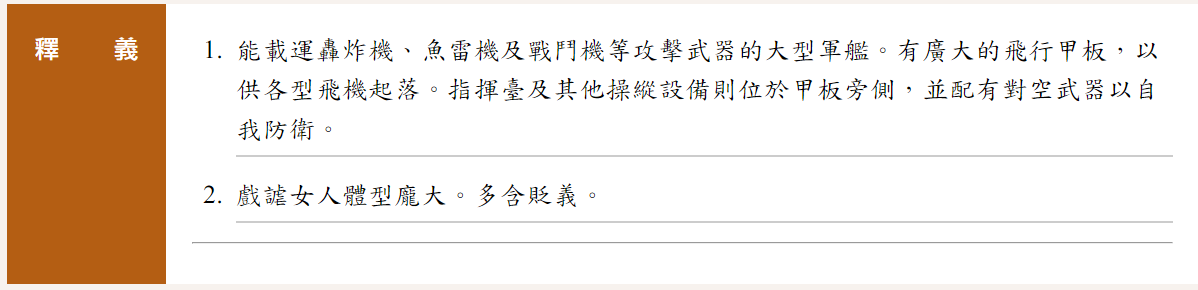 釋義
1. 能載運轟炸機、魚雷機及戰鬥機等攻擊武器的大型軍艦。有廣大的飛行甲板，以
供各型飛機起落。指揮臺及其他操縱設備則位於甲板旁側，並配有對空武器以自
我防衛。
2. 戲謔女人體型龐大。多含貶義。